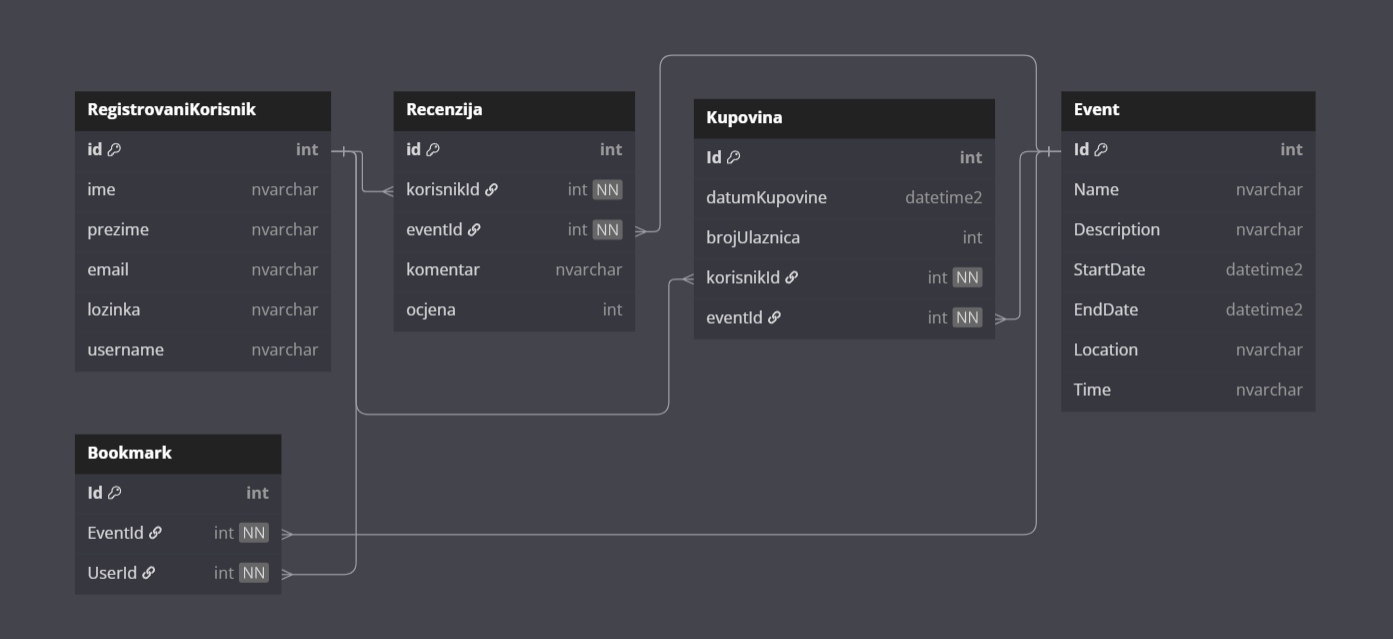 RegistrovaniKorisnik
id int
ime nvarchar
prezime nvarchar
email nvarchar
lozinka nvarchar
username nvarchar
Recenzija
id int
korisnikId int NN
eventId int NN
komentar nvarchar
ocjena int
Kupovina
Id int
datumKupovine datetime2
brojUlaznica int
korisnikId int NN
eventId int NN
Event
Id int
Name nvarchar
Description nvarchar
StartDate datetime2
EndDate datetime2
Location nvarchar
Time nvarchar
Bookmark
Id int
EventId int NN
UserId int NN